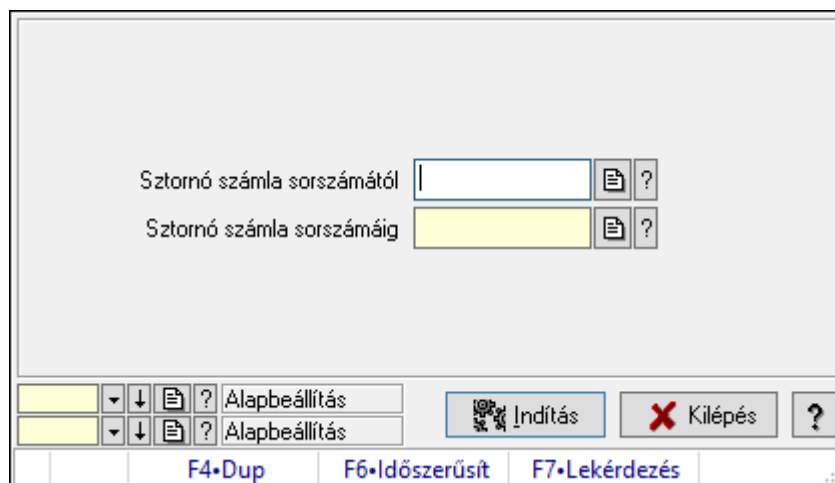 Sztornó számla sorszámától ?
Sztornó számla sorszámáig ?
? Alapbeállítás
? Alapbeállítás
Indítás Kilépés ?
F4•Dup F6•Időszerűsít F7•Lekérdezés